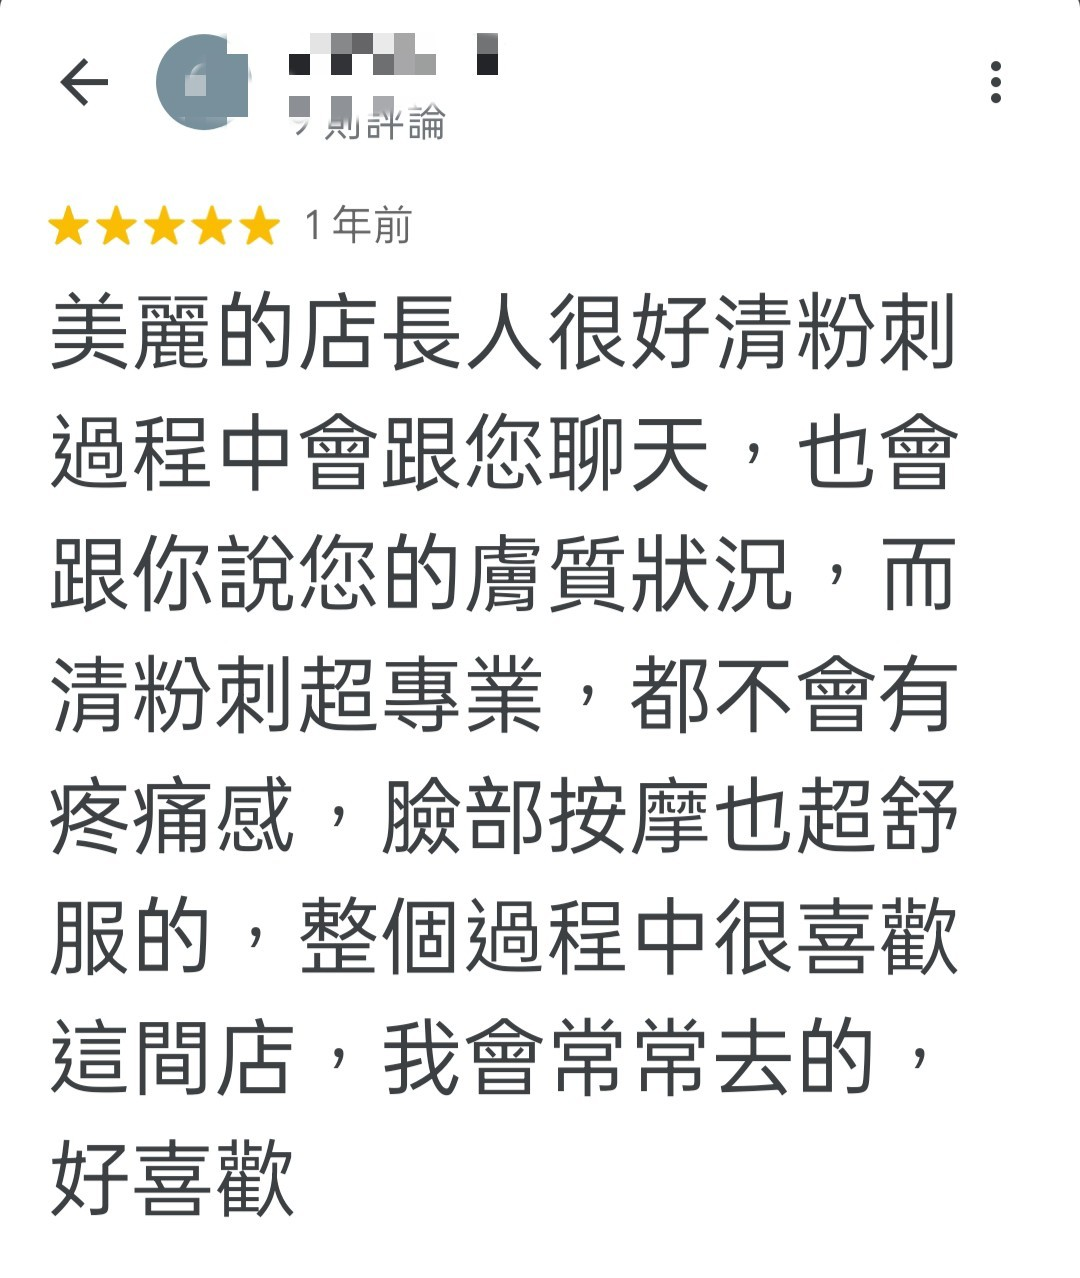 則評論
1 年前
美麗的店長人很好清粉刺
過程中會跟您聊天，也會
跟你說您的膚質狀況，而
清粉刺超專業，都不會有
疼痛感，臉部按摩也超舒
服的，整個過程中很喜歡
這間店，我會常常去的，
好喜歡